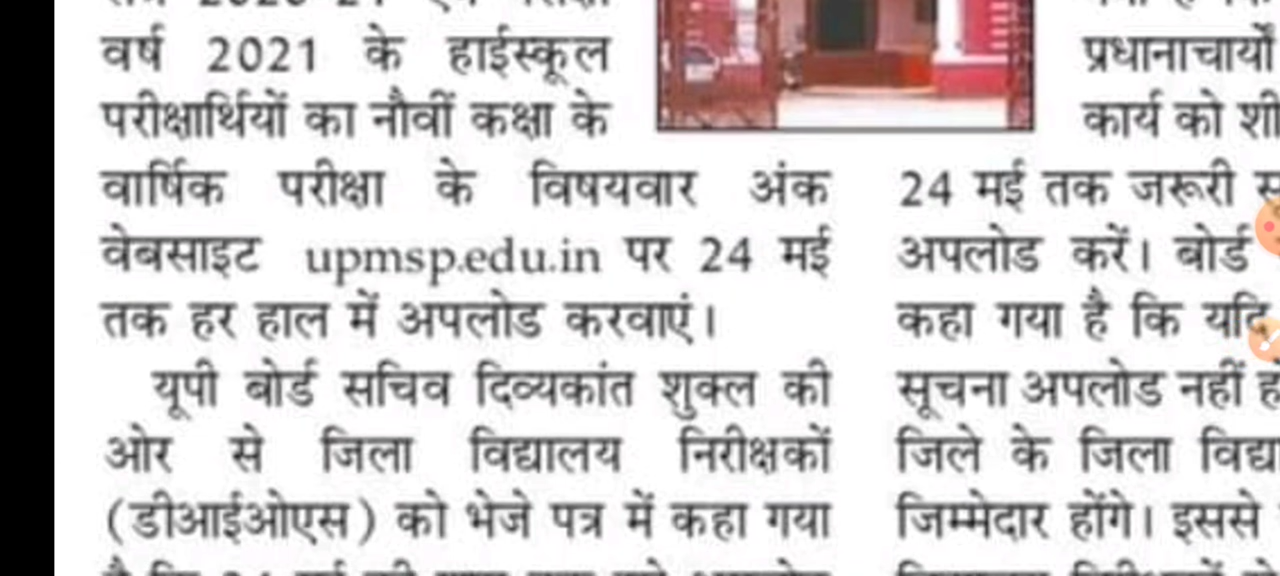 वर्ष 2021 के हाईस्कूल
परीक्षार्थियों का नौवीं कक्षा के
वार्षिक परीक्षा के विषयवार अंक
वेबसाइट upmsp.edu.in पर 24 मई
तक हर हाल में अपलोड करवाएं।
यूपी बोर्ड सचिव दिव्यकांत शुक्ल की
ओर से जिला विद्यालय निरीक्षकों
(डीआईओएस) को भेजे पत्र में कहा गया
प्रधानाचार्यों
कार्य को
24 मई तक जरूरी
अपलोड करें। बोर्ड
कहा गया है कि यदि
सूचना अपलोड नहीं
जिले के जिला
जिम्मेदार होंगे। इससे